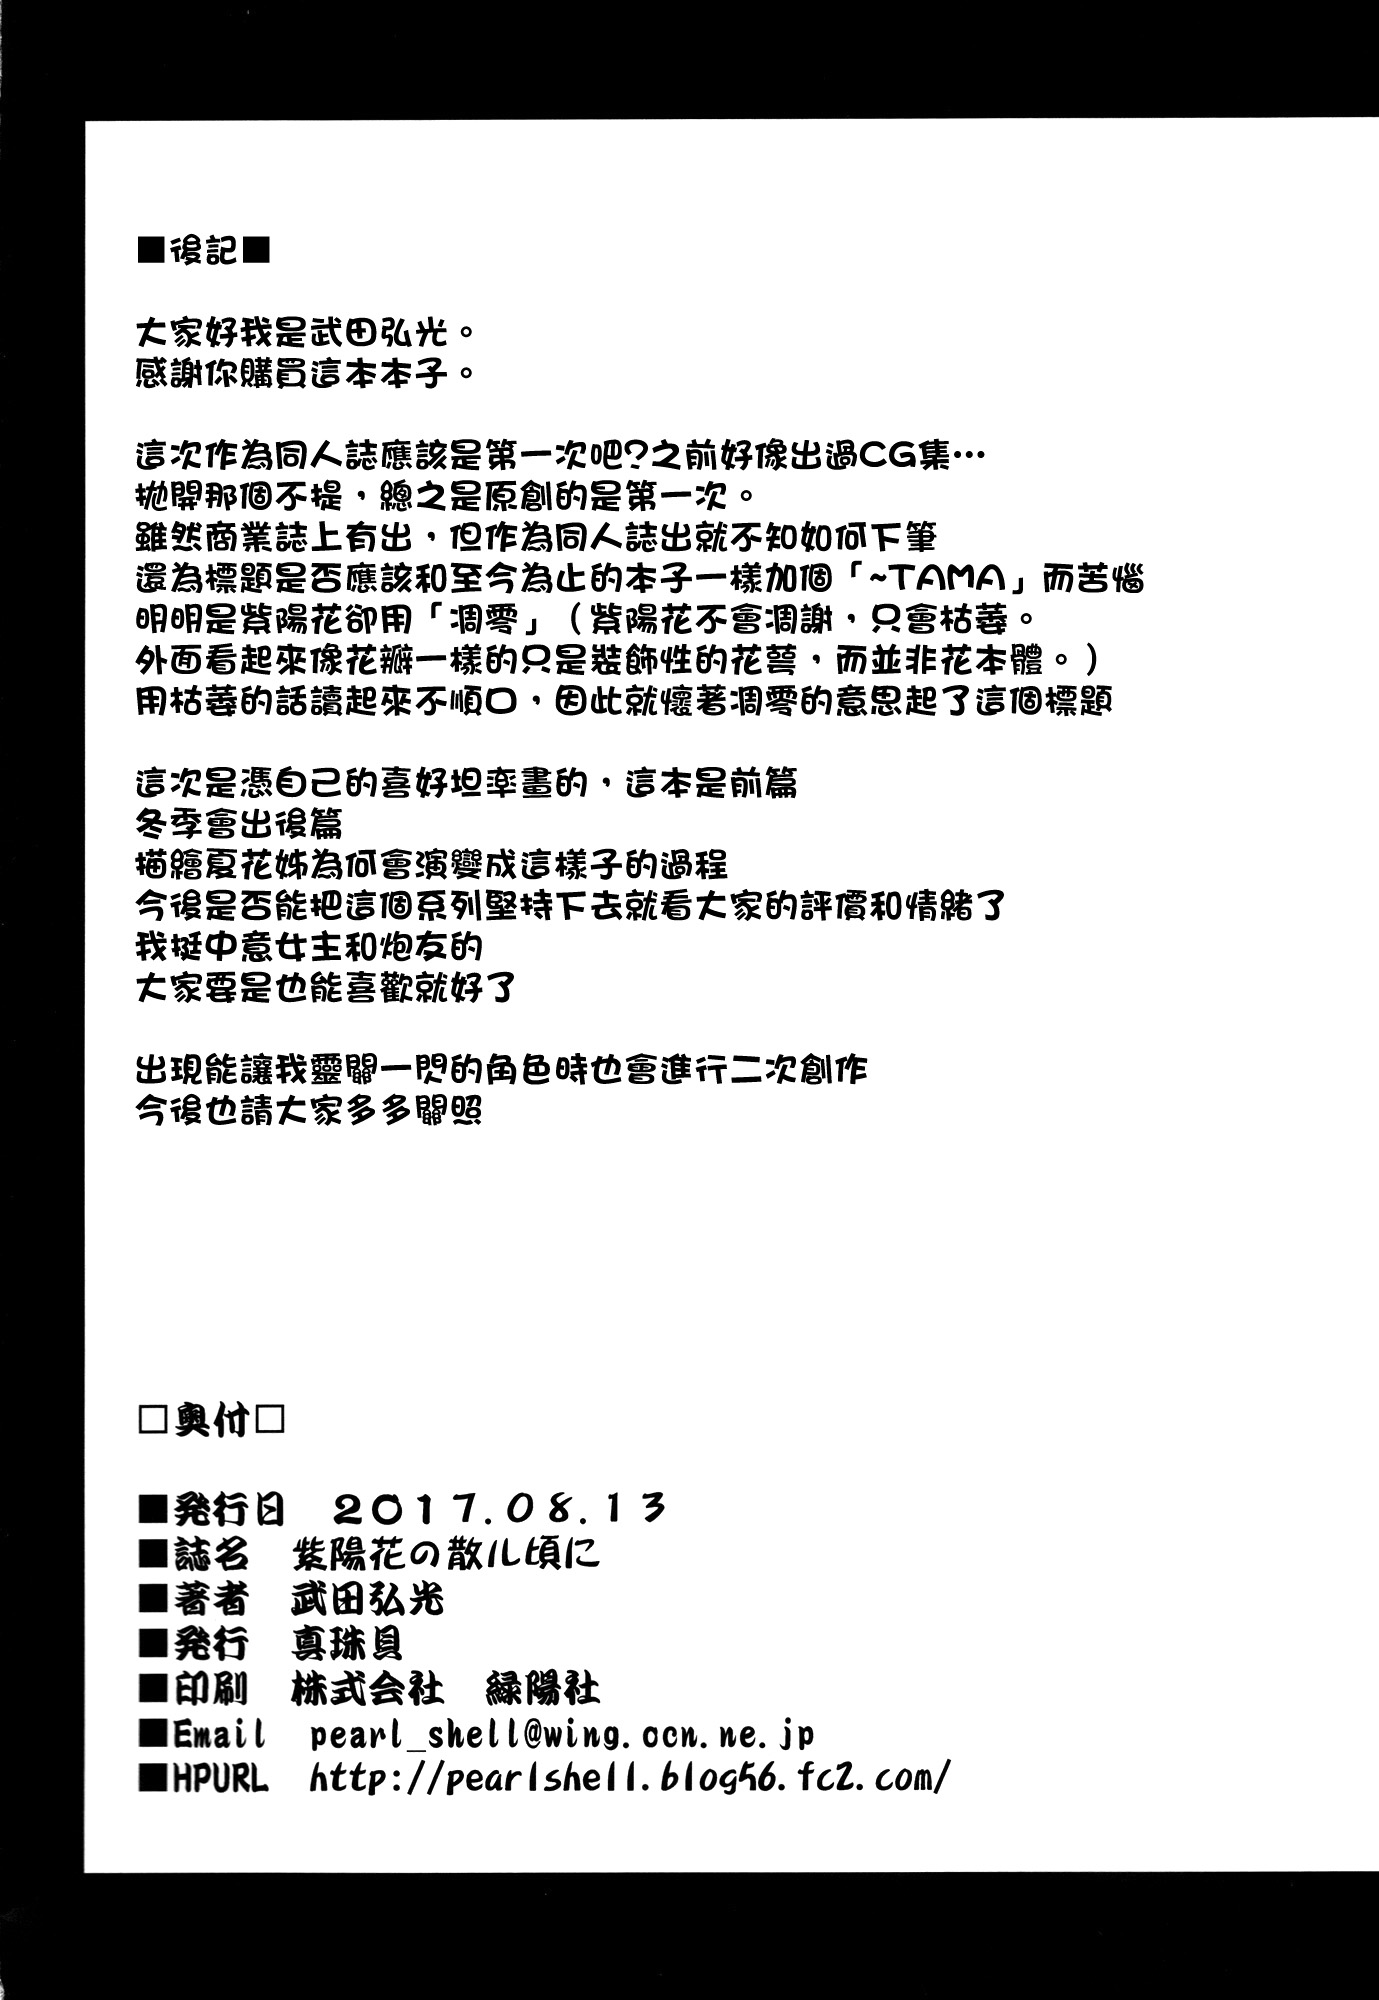 ■後記■
大家好我是武田弘光。
感謝你購買這本本子。
這次作為同人誌應該是第一次吧?之前好像出過CG集…
拋開那個不提，總之是原創的是第一次。
雖然商業誌上有出，但作為同人誌出就不知如何下筆
還為標題是否應該和至今為止的本子一樣加個「~TAMA」而苦惱
明明是紫陽花卻用「凋零」（紫陽花不會凋謝，只會枯萎。
外面看起來像花瓣一樣的只是裝飾性的花萼，而並非花本體。）
用枯萎的話讀起來不順口，因此就懷著凋零的意思起了這個標題
這次是憑自己的喜好坦率畫的，這本是前篇
冬季會出後篇
描繪夏花姊為何會演變成這樣子的過程
今後是否能把這個系列堅持下去就看大家的評價和情緒了
我挺中意女主和炮友的
大家要是也能喜歡就好了
出現能讓我靈關一閃的角色時也會進行二次創作
今後也請大家多多關照
□奥付□
■発行日　２０１７．０８．１３
■誌名　紫陽花の散ル頃に
■著者　武田弘光
■発行　真珠貝
■印刷　株式会社　緑陽社
■Email　pearl_shell@wing.ocn.ne.jp
■HPURL　http://pearlshell.blog56.fc2.com/